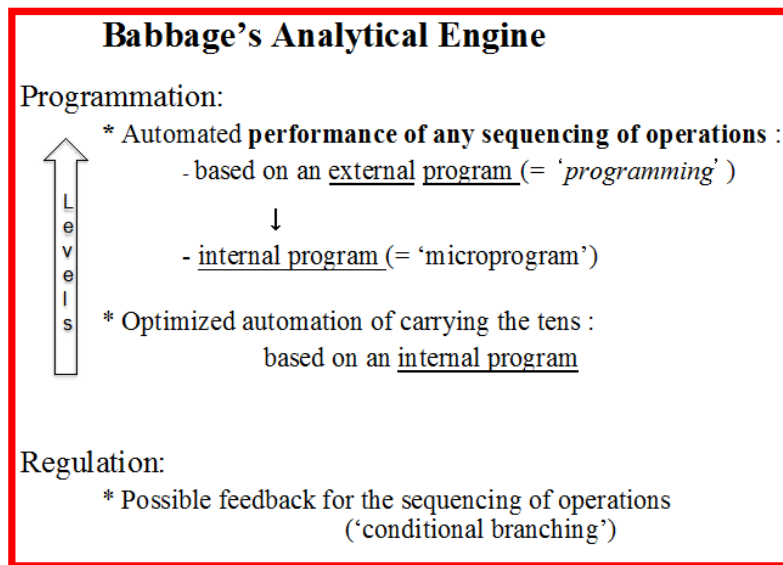 Babbage’s Analytical Engine
Programmation:
* Automated performance of any sequencing of operations :
- based on an external program (= ‘programming’ )
↓
Levels
- internal program (= ‘microprogram’)
* Optimized automation of carrying the tens :
based on an internal program
Regulation:
* Possible feedback for the sequencing of operations
(‘conditional branching’)